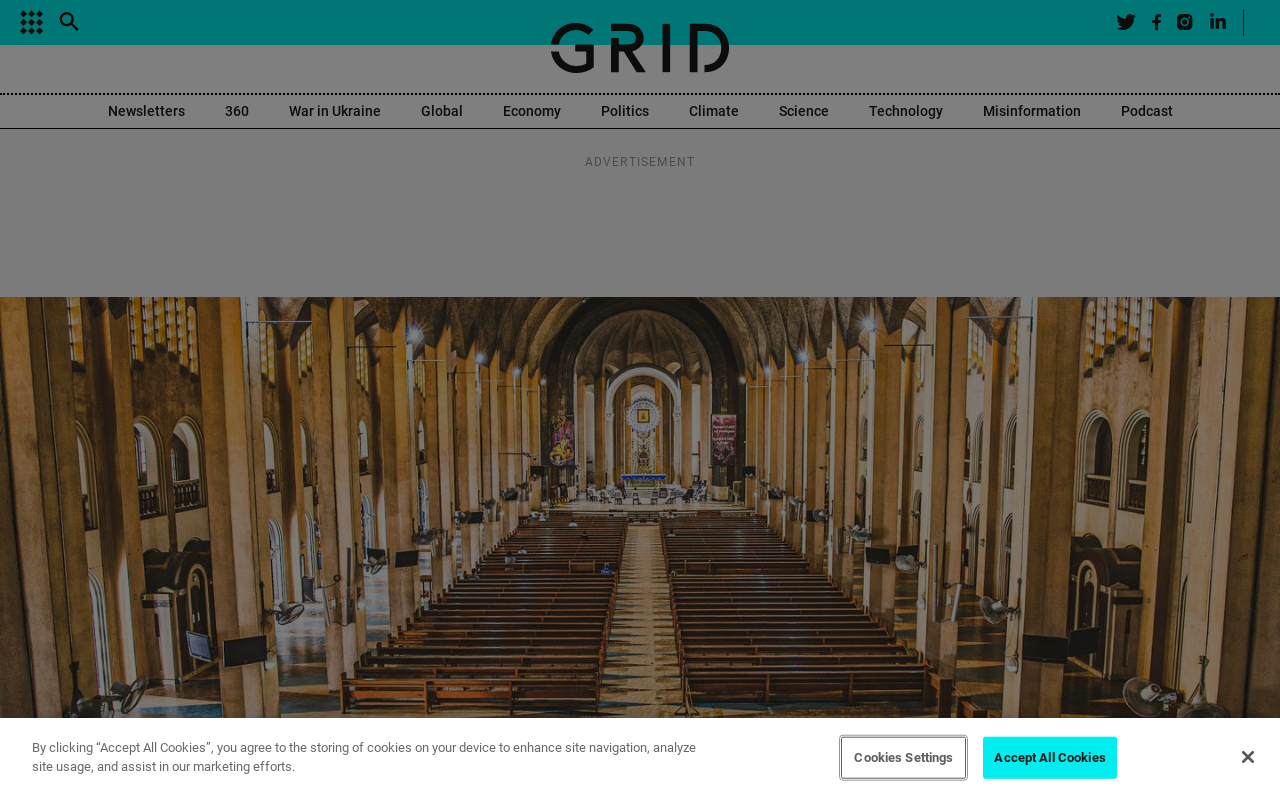 GRID
Newsletters 360 War in Ukraine Global Economy Politics Climate Science Technology Misinformation Podcast
ADVERTISEMENT
By clicking “Accept All Cookies”, you agree to the storing of cookies on your device to enhance site navigation, analyze
site usage, and assist in our marketing efforts.
Cookies Settings
Accept All Cookies